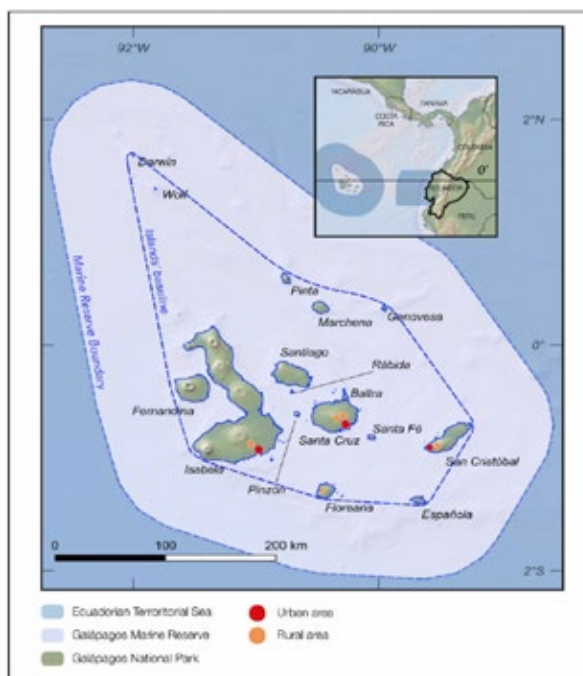 92°W
90°W
NICARAGUA
PANAMA
COSTA
RICA
COLOMBIA
0°
ECUADOR
PERU
2°N
Darwin
Wolf
Islands' baseline
Marine Reserve Boundary
Pinta
Marchena
Genovesa
0°
Santiago
Rábida
Baltra
Fernandina
Santa Cruz
Santa Fé
San Cristóbal
Isabela
Pinzón
Floreana
Española
0
100
200 km
2°S
Ecuadorian Terroritorial Sea
Urban area
Galápagos Marine Reserve
Rural area
Galápagos National Park